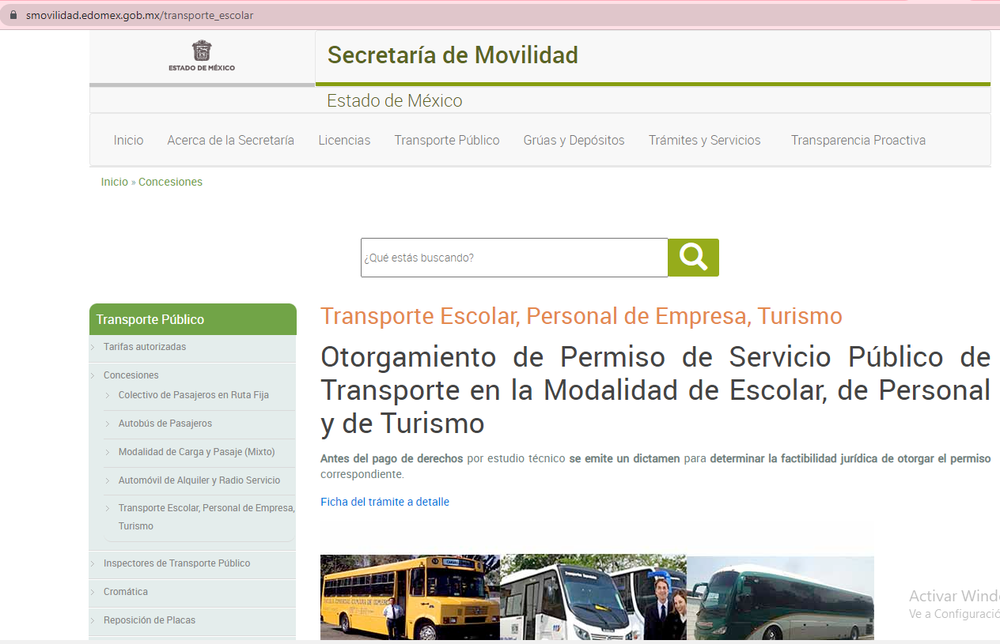 smovilidad.edomex.gob.mx/transporte_escolar
ESTADO DE MÉXICO
Secretaría de Movilidad
Estado de México
Inicio Acerca de la Secretaría Licencias Transporte Público Grúas y Depósitos Trámites y Servicios Transparencia Proactiva
Inicio » Concesiones
¿Qué estás buscando?
Transporte Público
Tarifas autorizadas
Concesiones
Colectivo de Pasajeros en Ruta Fija
Autobús de Pasajeros
Modalidad de Carga y Pasaje (Mixto)
Automóvil de Alquiler y Radio Servicio
Transporte Escolar, Personal de Empresa,
Turismo
Inspectores de Transporte Público
Cromática
Reposición de Placas
Transporte Escolar, Personal de Empresa, Turismo
Otorgamiento de Permiso de Servicio Público de
Transporte en la Modalidad de Escolar, de Personal
y de Turismo
Antes del pago de derechos por estudio técnico se emite un dictamen para determinar la factibilidad jurídica de otorgar el permiso
correspondiente.
Ficha del trámite a detalle
Activar Wind
Ve a Configuració